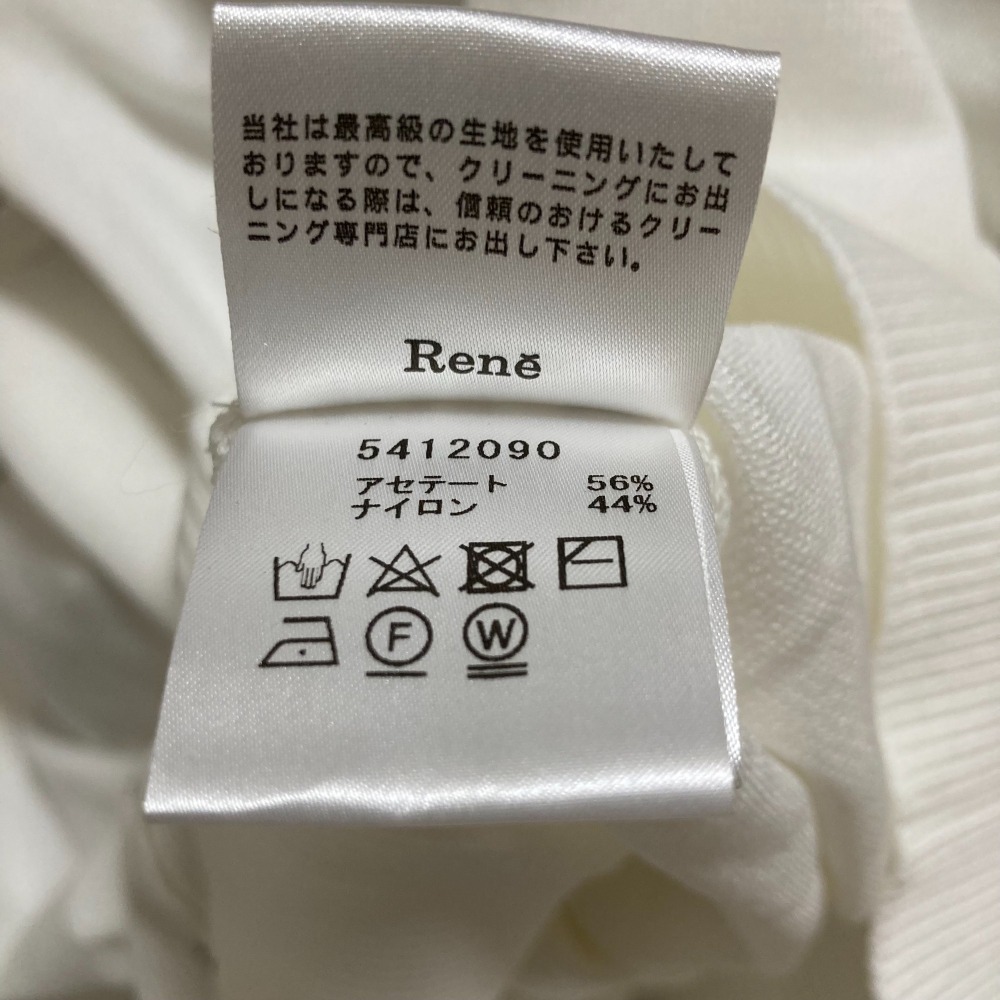 当社は最高級の生地を使用いたして
おりますので、クリーニングにお出
しになる際は、信頼のおけるクリー
ニング専門店にお出し下さい。
René
5412090
アセテート 56%
ナイロン 44%
F W